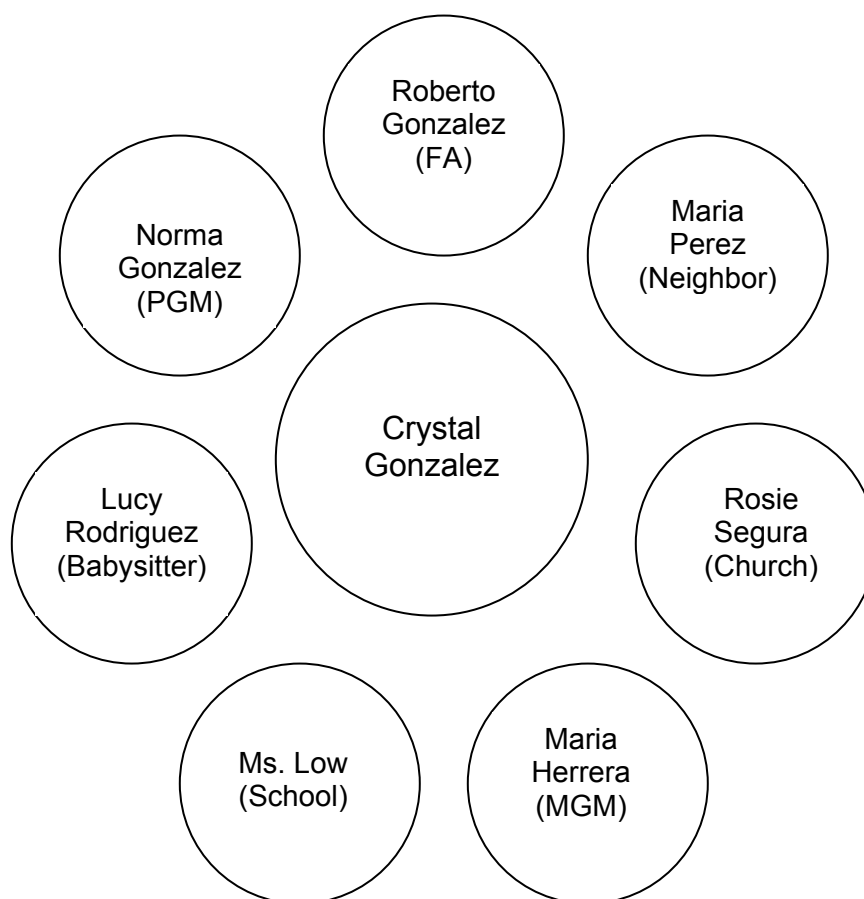 Roberto
Gonzalez
(FA)
Maria
Perez
(Neighbor)
Norma
Gonzalez
(PGM)
Crystal
Gonzalez
Lucy
Rodriguez
(Babysitter)
Rosie
Segura
(Church)
Ms. Low
(School)
Maria
Herrera
(MGM)